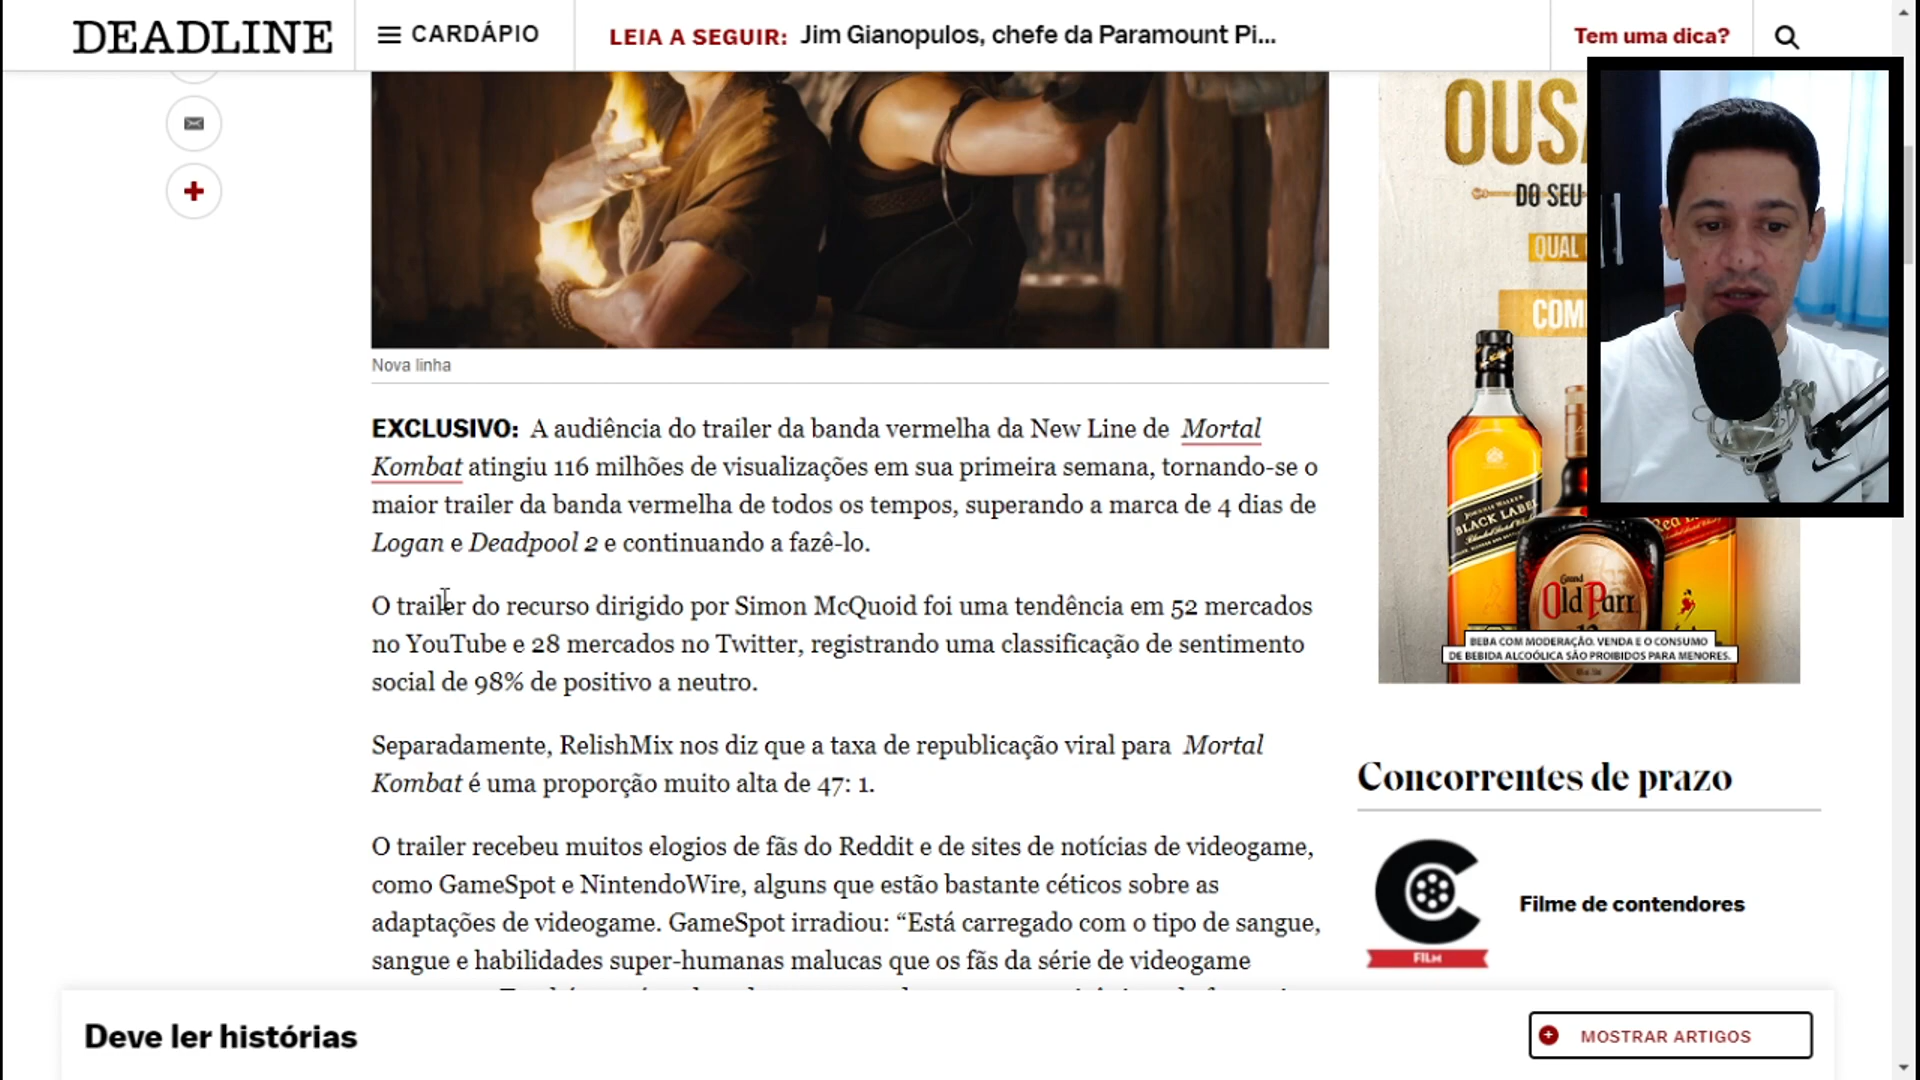 DEADLINE
CARDÁPIO
LEIA A SEGUIR: Jim Gianopulos, chefe da Paramount Pi...
Tem uma dica?
OUSA
DO SEU
QUAL
COM
Nova linha
EXCLUSIVO: A audiência do trailer da banda vermelha da New Line de Mortal
Kombat atingiu 116 milhões de visualizações em sua primeira semana, tornando-se o
maior trailer da banda vermelha de todos os tempos, superando a marca de 4 dias de
Logan e Deadpool 2 e continuando a fazê-lo.
O trailer do recurso dirigido por Simon McQuoid foi uma tendência em 52 mercados
no YouTube e 28 mercados no Twitter, registrando uma classificação de sentimento
social de 98% de positivo a neutro.
Separadamente, RelishMix nos diz que a taxa de republicação viral para Mortal
Kombat é uma proporção muito alta de 47: 1.
O trailer recebeu muitos elogios de fãs do Reddit e de sites de notícias de videogame,
como GameSpot e NintendoWire, alguns que estão bastante céticos sobre as
adaptações de videogame. GameSpot irradiou: “Está carregado com o tipo de sangue,
sangue e habilidades super-humanas malucas que os fãs da série de videogame
JOHNNIE WALKER
BLACK LABEL
Red
Grand
Old Parr
12
BEBA COM MODERAÇÃO. VENDA E O CONSUMO
DE BEBIDA ALCOÓLICA SÃO PROIBIDOS PARA MENORES.
Concorrentes de prazo
FILM
Filme de contendores
Deve ler histórias
MOSTRAR ARTIGOS